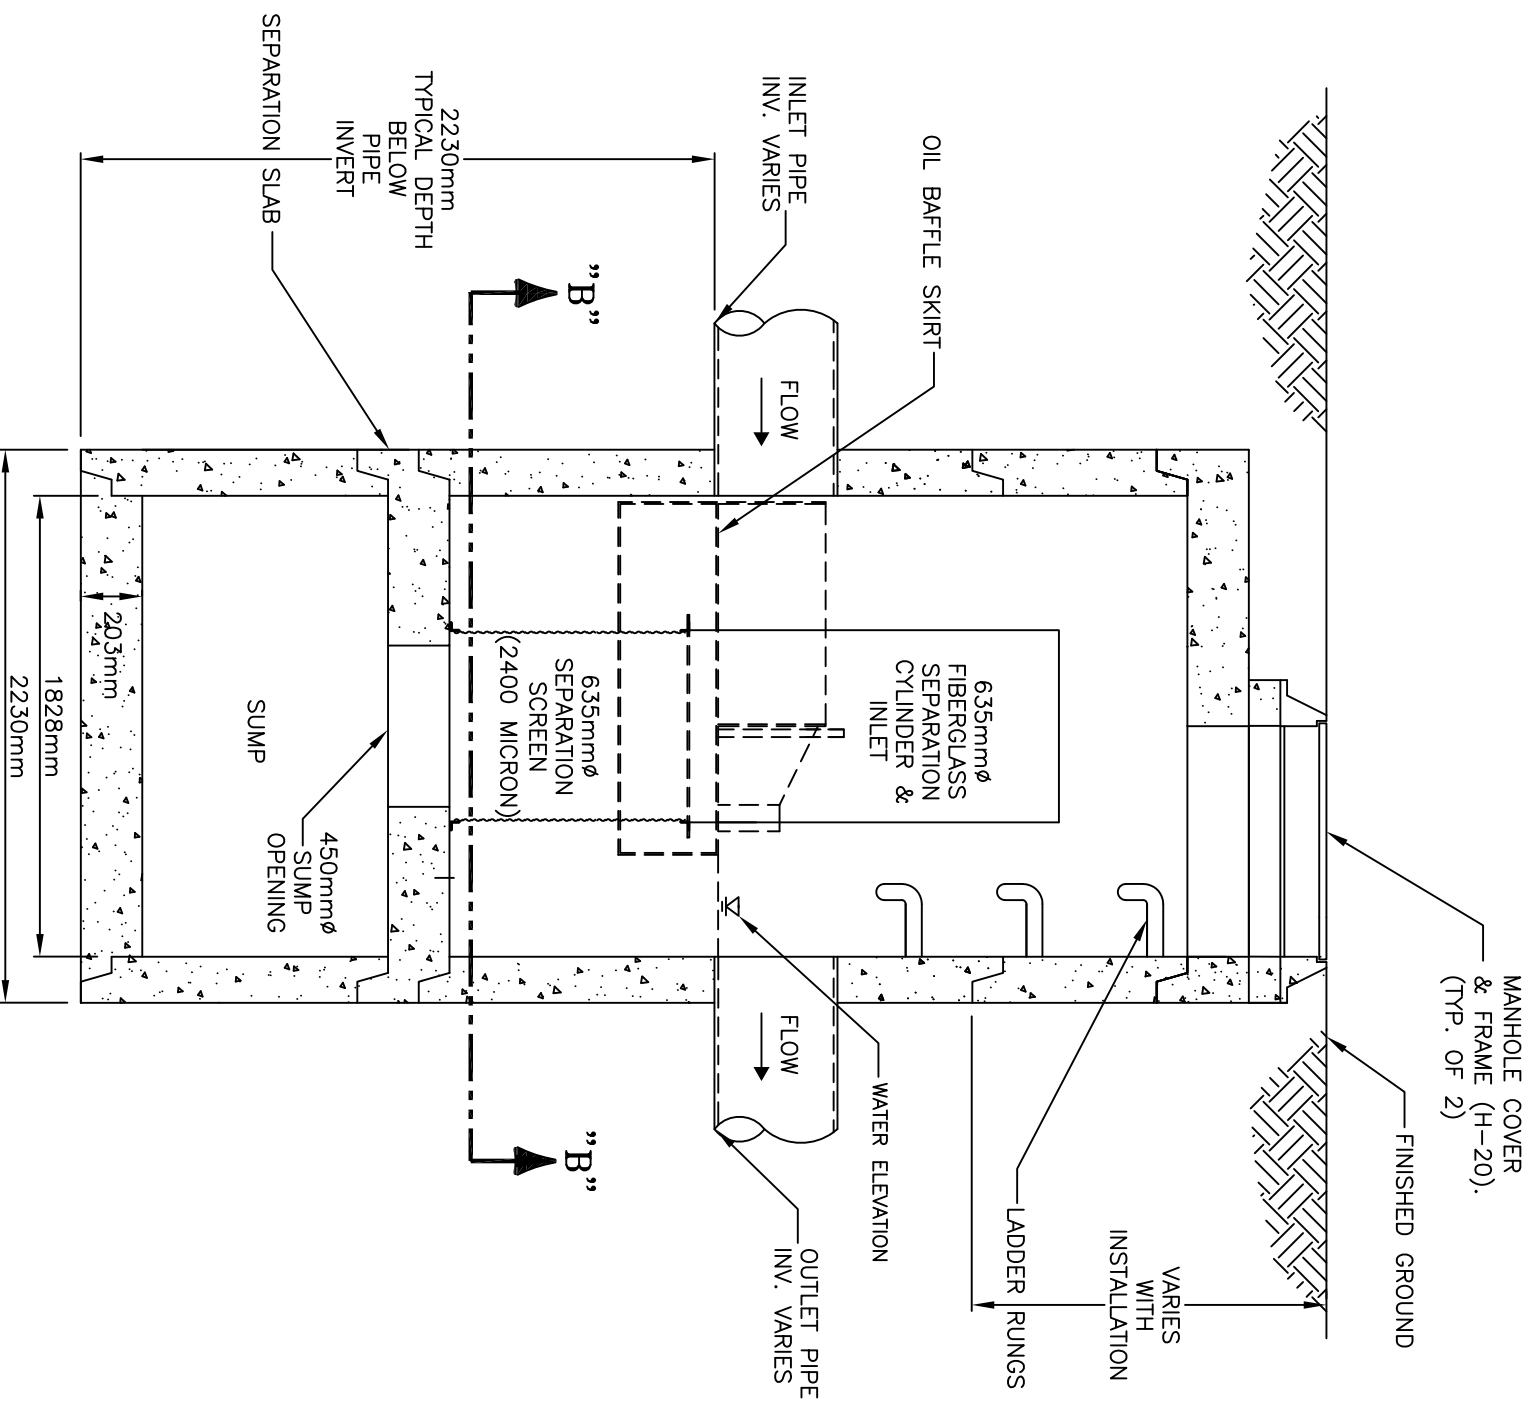 MANHOLE COVER
& FRAME (H-20).
(TYP. OF 2)
FINISHED GROUND
VARIES
WITH
INSTALLATION
LADDER RUNGS
WATER ELEVATION
OUTLET PIPE
INV. VARIES
OIL BAFFLE SKIRT
INLET PIPE
INV. VARIES
FLOW
FLOW
635mmø
FIBERGLASS
SEPARATION
CYLINDER &
INLET
635mmø
SEPARATION
SCREEN
(2400 MICRON)
"B"
"B"
2230mm
TYPICAL DEPTH
BELOW
PIPE
INVERT
SEPARATION SLAB
450mmø
SUMP
OPENING
SUMP
203mm
1828mm
2230mm